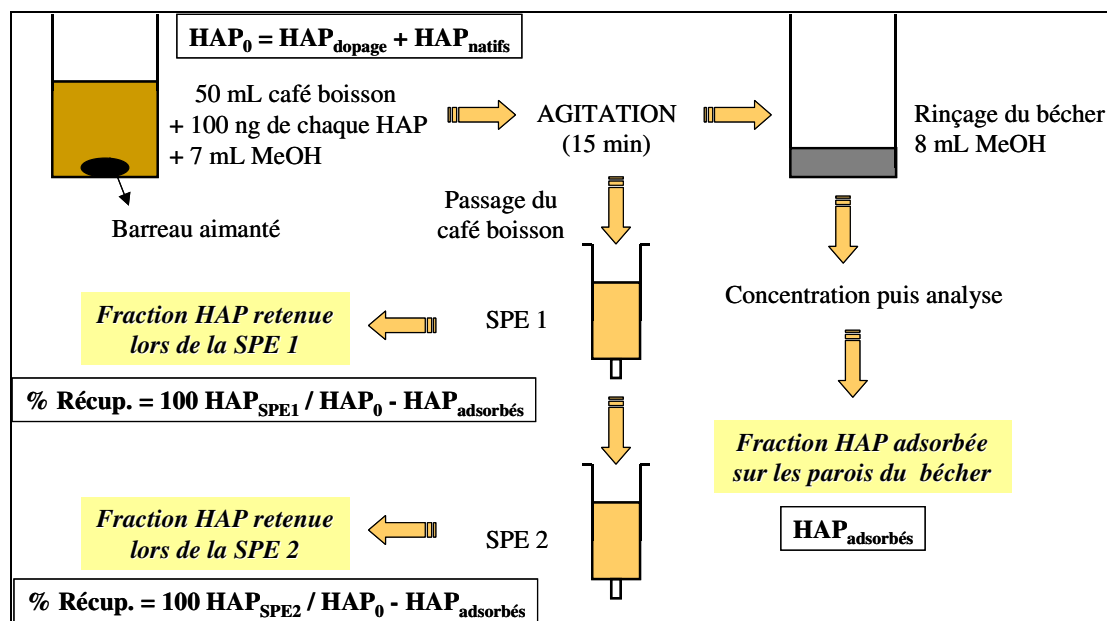 HAP0 = HAPdopage + HAPnatifs
50 mL café boisson
+ 100 ng de chaque HAP
+ 7 mL MeOH
Barreau aimanté
AGITATION
(15 min)
Rinçage du bécher
8 mL MeOH
Passage du
café boisson
Concentration puis analyse
SPE 1
Fraction HAP retenue
lors de la SPE 1
% Récup. = 100 HAPSPE1 / HAP0 - HAPadsorbés
Fraction HAP adsorbée
sur les parois du bécher
HAPadsorbés
SPE 2
Fraction HAP retenue
lors de la SPE 2
% Récup. = 100 HAPSPE2 / HAP0 - HAPadsorbés